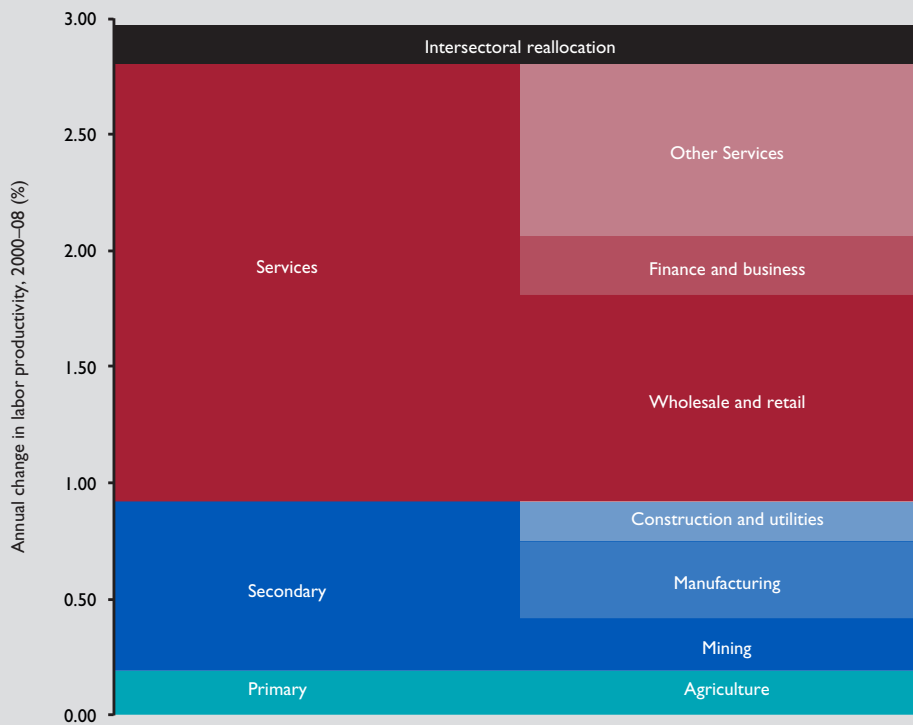 3.00
Intersectoral reallocation
2.50
Other Services
2.00
Services
Finance and business
1.50
Wholesale and retail
1.00
Construction and utilities
Manufacturing
0.50
Secondary
Mining
Primary
Agriculture
0.00
Annual change in labor productivity, 2000–08 (%)